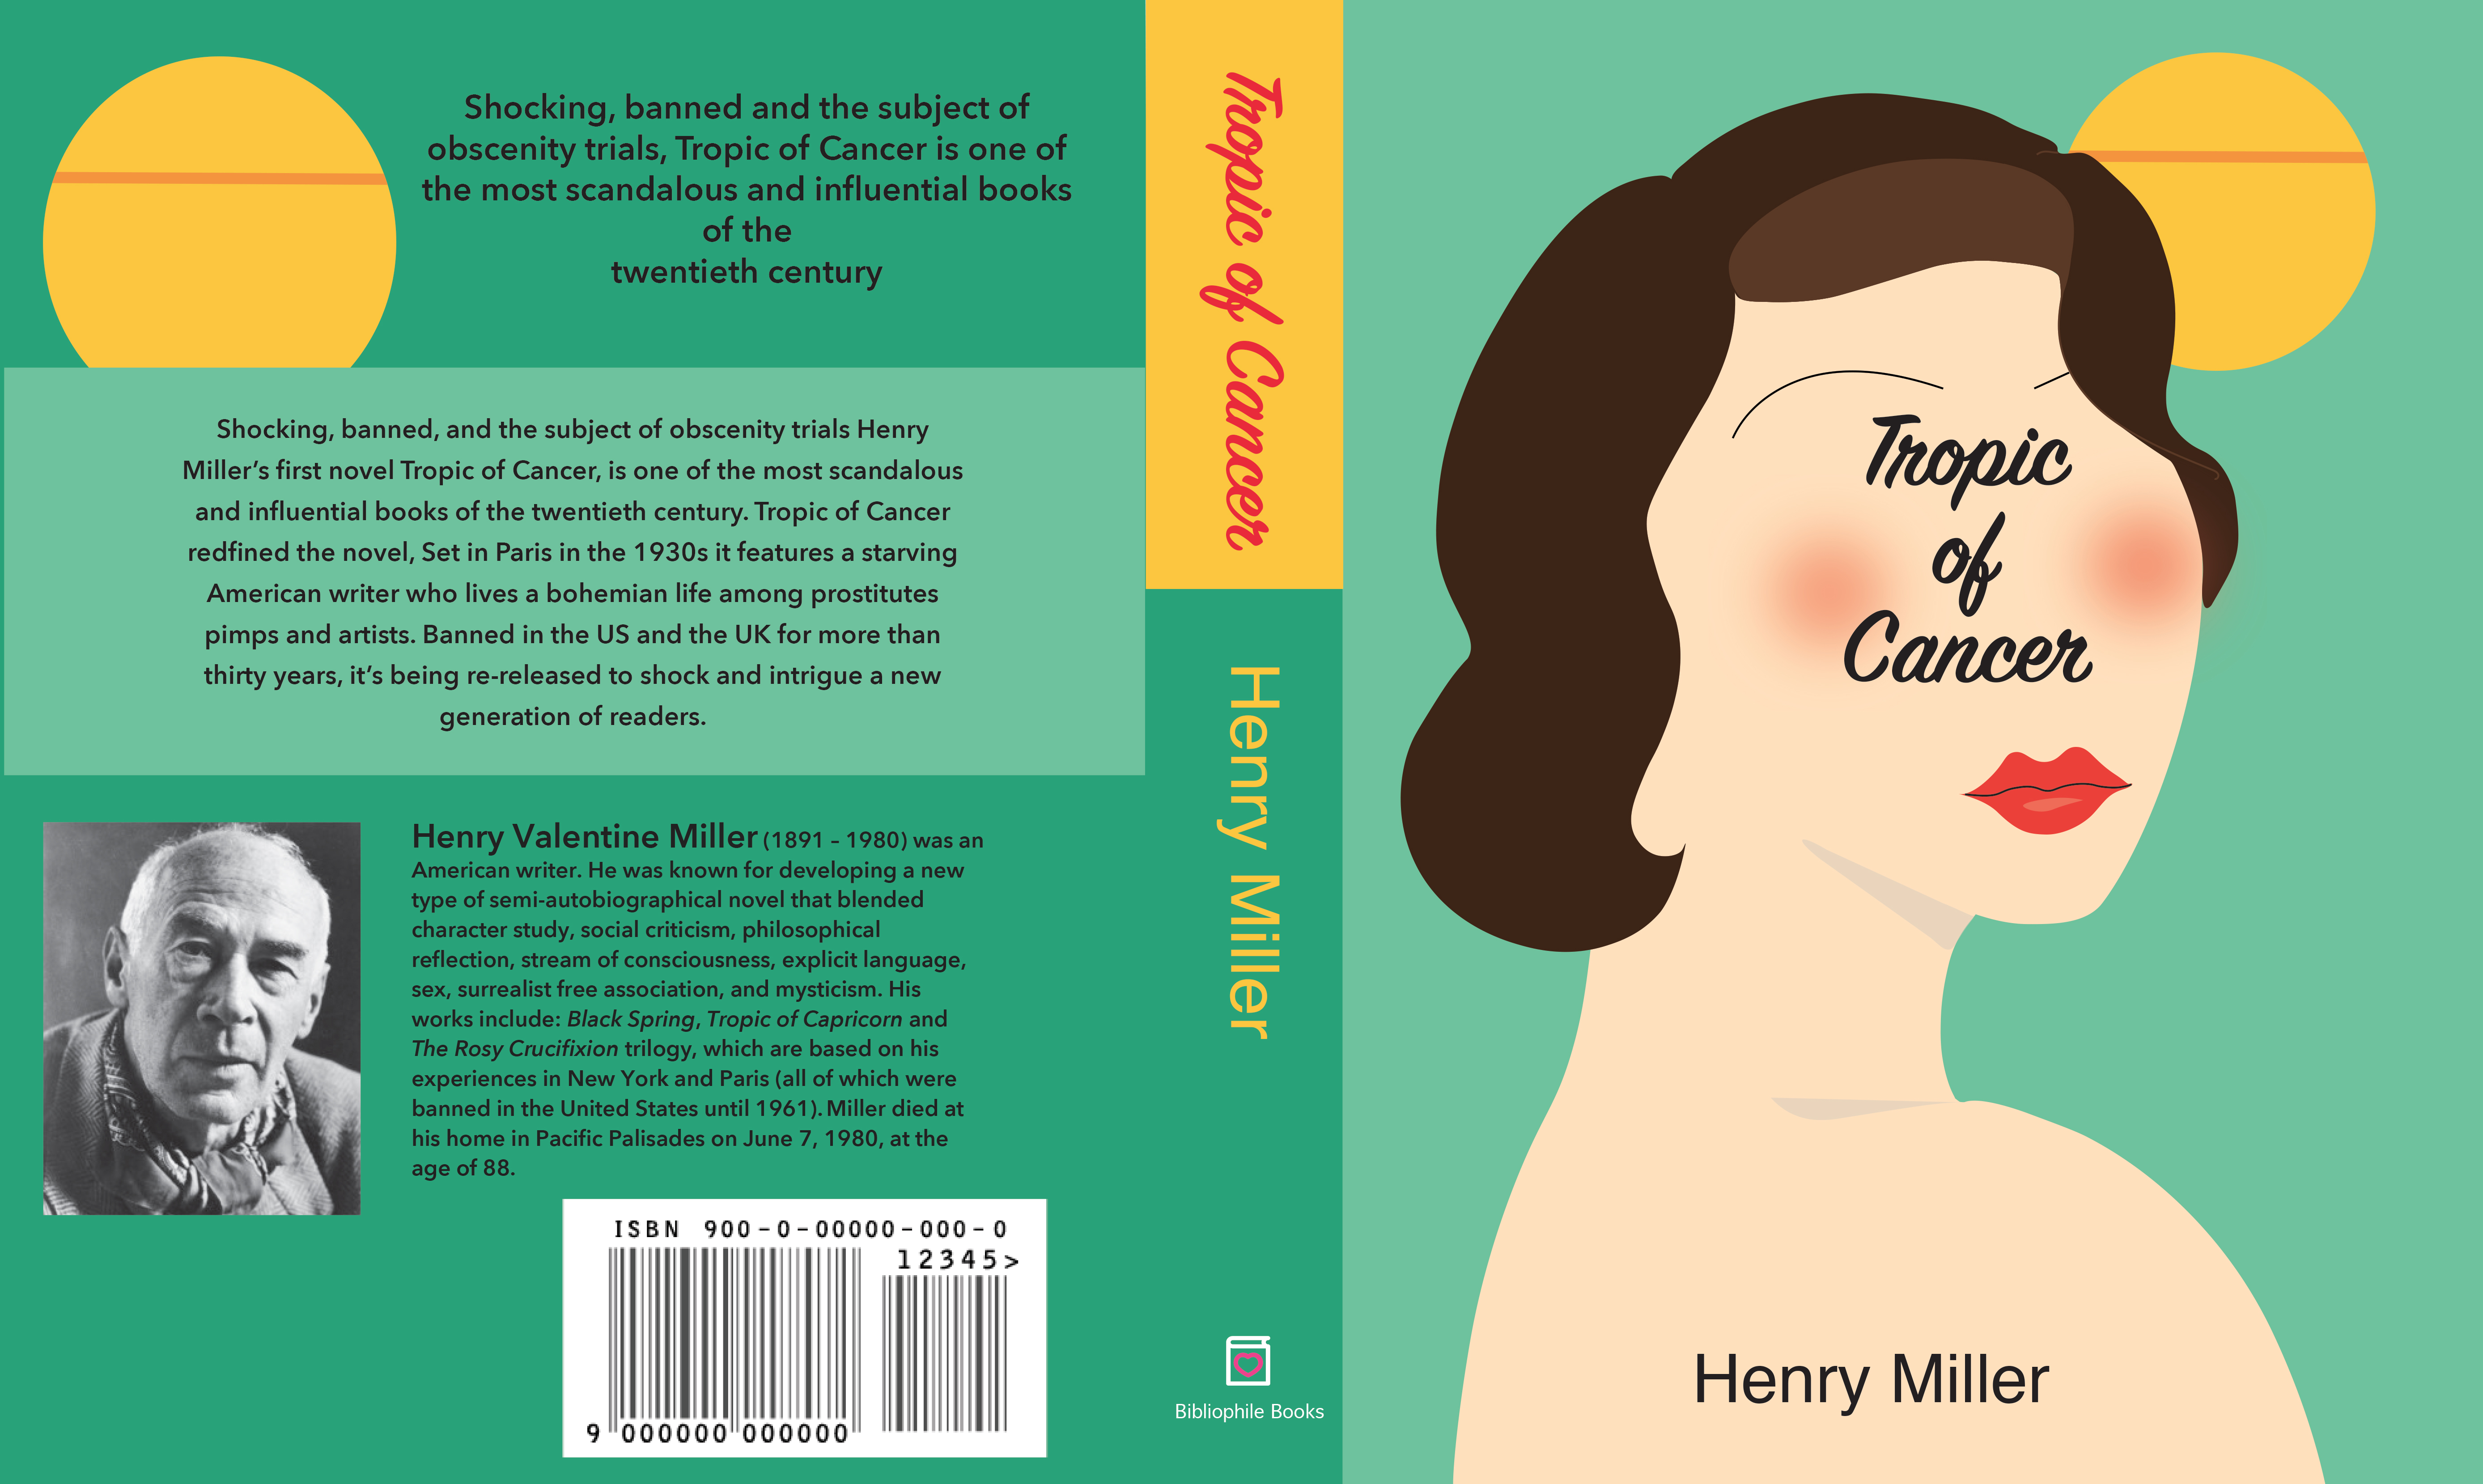 Shocking, banned and the subject of
obscenity trials, Tropic of Cancer is one of
the most scandalous and influential books
of the
twentieth century
Shocking, banned, and the subject of obscenity trials Henry
Miller’s first novel Tropic of Cancer, is one of the most scandalous
and influential books of the twentieth century. Tropic of Cancer
redfined the novel, Set in Paris in the 1930s it features a starving
American writer who lives a bohemian life among prostitutes
pimps and artists. Banned in the US and the UK for more than
thirty years, it’s being re-released to shock and intrigue a new
generation of readers.
Henry Valentine Miller (1891 – 1980) was an
American writer. He was known for developing a new
type of semi-autobiographical novel that blended
character study, social criticism, philosophical
reflection, stream of consciousness, explicit language,
sex, surrealist free association, and mysticism. His
works include: Black Spring, Tropic of Capricorn and
The Rosy Crucifixion trilogy, which are based on his
experiences in New York and Paris (all of which were
banned in the United States until 1961). Miller died at
his home in Pacific Palisades on June 7, 1980, at the
age of 88.
ISBN 900-0-00000-000-0
12345>
9 000000 000000
Tropic of Cancer
Henry Miller
Bibliophile Books
Tropic
of
Cancer
Henry Miller